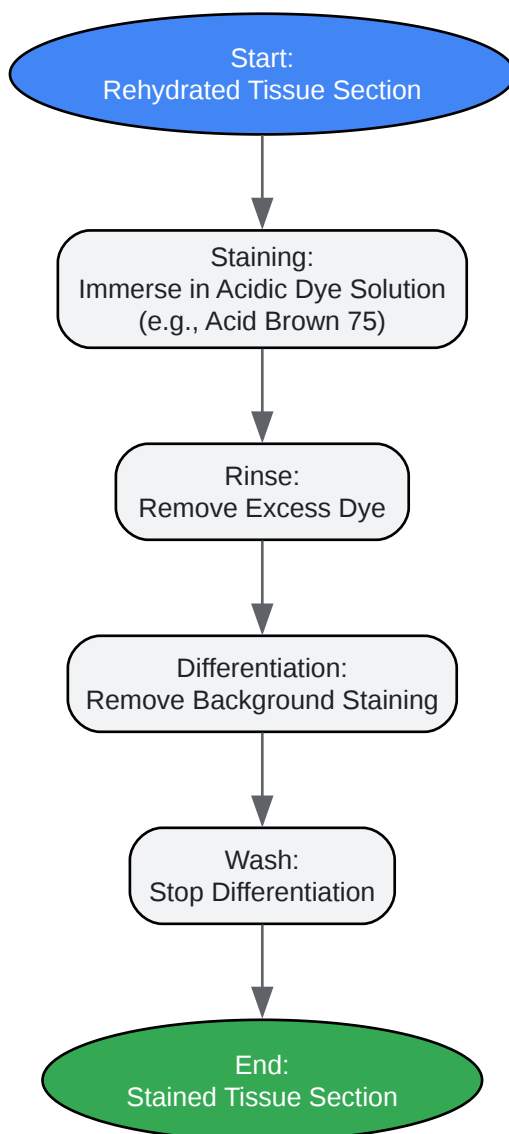 Start:
Rehydrated Tissue Section
Staining:
Immerse in Acidic Dye Solution
(e.g., Acid Brown 75)
Rinse:
Remove Excess Dye
Differentiation:
Remove Background Staining
Wash:
Stop Differentiation
End:
Stained Tissue Section